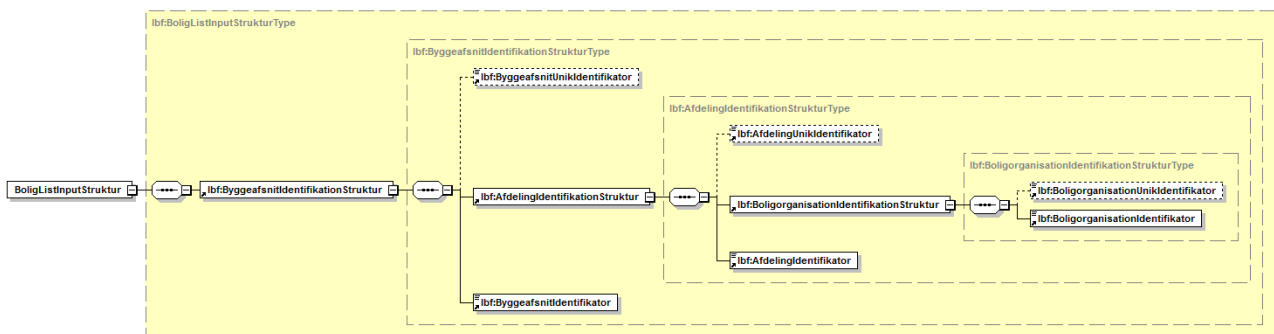 lbf:BoligListInputStrukturType
lbf:ByggeafsnitIdentifikationStrukturType
lbf:ByggeafsnitUnikIdentifikator
lbf:AfdelingIdentifikationStrukturType
lbf:AfdelingUnikIdentifikator
lbf:BoligorganisationIdentifikationStrukturType
BoligListInputStruktur
lbf:ByggeafsnitIdentifikationStruktur
lbf:AfdelingIdentifikationStruktur
lbf:BoligorganisationIdentifikationStruktur
lbf:BoligorganisationUnikIdentifikator
lbf:BoligorganisationIdentifikator
lbf:AfdelingIdentifikator
lbf:ByggeafsnitIdentifikator